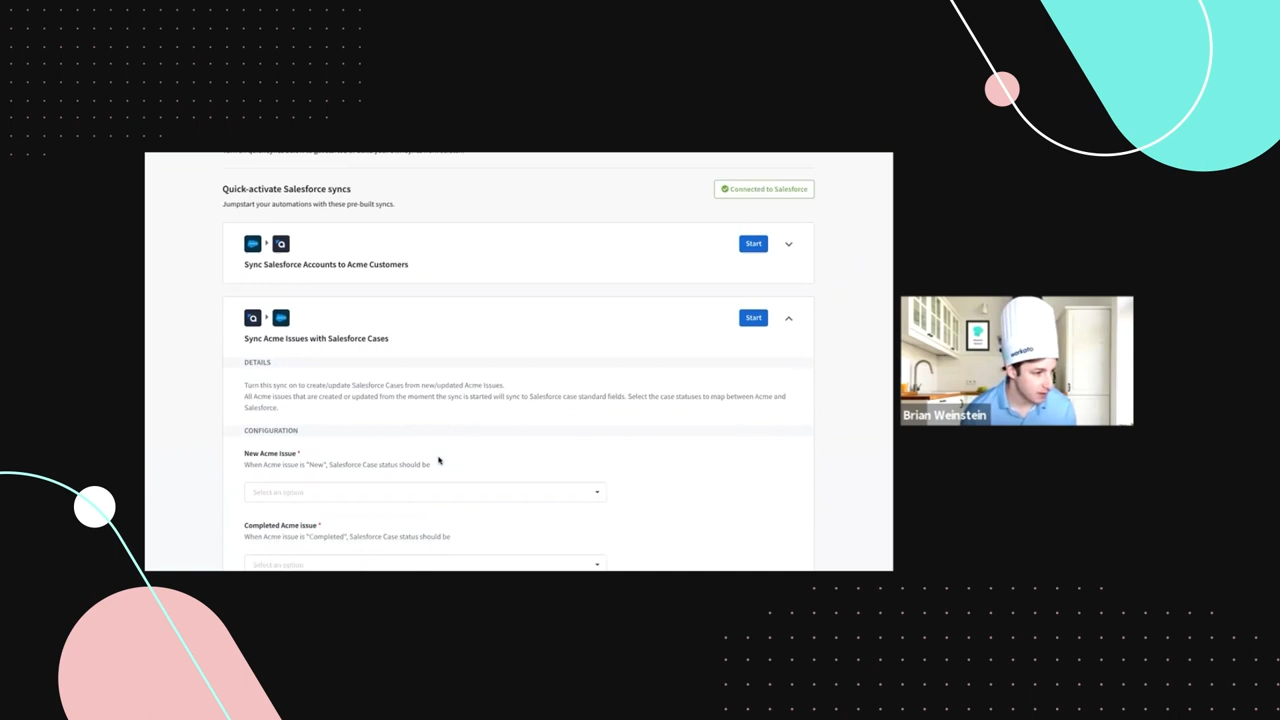 Quick-activate Salesforce syncs
Connected to Salesforce
Jumpstart your automations with these pre-built syncs.
Start
Sync Salesforce Accounts to Acme Customers
Start
Sync Acme Issues with Salesforce Cases
DETAILS
Turn this sync on to create/update Salesforce Cases from new/updated Acme Issues.
All Acme issues that are created or updated from the moment the sync is started will sync to Salesforce case standard fields. Select the case statuses to map between Acme and
Salesforce.
CONFIGURATION
New Acme Issue *
When Acme issue is "New", Salesforce Case status should be
Select an option
Completed Acme issue *
When Acme issue is "Completed", Salesforce Case status should be
Select an option
workato
Brian Weinstein